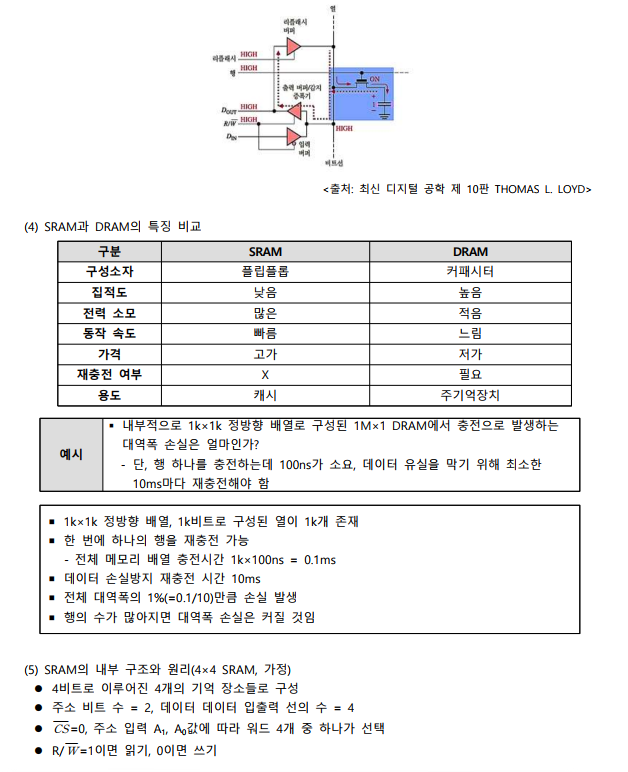 열
리플래시
버퍼
리플래시 HIGH
행 HIGH
ON
I
출력 버퍼/감지
증폭기
+
1
−
DOUT HIGH
R/W̅ HIGH
HIGH
DIN
입력
버퍼
비트선
<출처: 최신 디지털 공학 제 10판 THOMAS L. LOYD>
(4) SRAM과 DRAM의 특징 비교
구분 SRAM DRAM
구성소자 플립플롭 커패시터
집적도 낮음 높음
전력 소모 많은 적음
동작 속도 빠름 느림
가격 고가 저가
재충전 여부 X 필요
용도 캐시 주기억장치
예시
▪ 내부적으로 1k×1k 정방향 배열로 구성된 1M×1 DRAM에서 충전으로 발생하는
대역폭 손실은 얼마인가?
- 단, 행 하나를 충전하는데 100ns가 소요, 데이터 유실을 막기 위해 최소한
10ms마다 재충전해야 함
▪ 1k×1k 정방향 배열, 1k비트로 구성된 열이 1k개 존재
▪ 한 번에 하나의 행을 재충전 가능
- 전체 메모리 배열 충전시간 1k×100ns = 0.1ms
▪ 데이터 손실방지 재충전 시간 10ms
▪ 전체 대역폭의 1%(=0.1/10)만큼 손실 발생
▪ 행의 수가 많아지면 대역폭 손실은 커질 것임
(5) SRAM의 내부 구조와 원리(4×4 SRAM, 가정)
● 4비트로 이루어진 4개의 기억 장소들로 구성
● 주소 비트 수 = 2, 데이터 데이터 입출력 선의 수 = 4
● C̅S̅=0, 주소 입력 A₁, A₀값에 따라 워드 4개 중 하나가 선택
● R/W̅=1이면 읽기, 0이면 쓰기